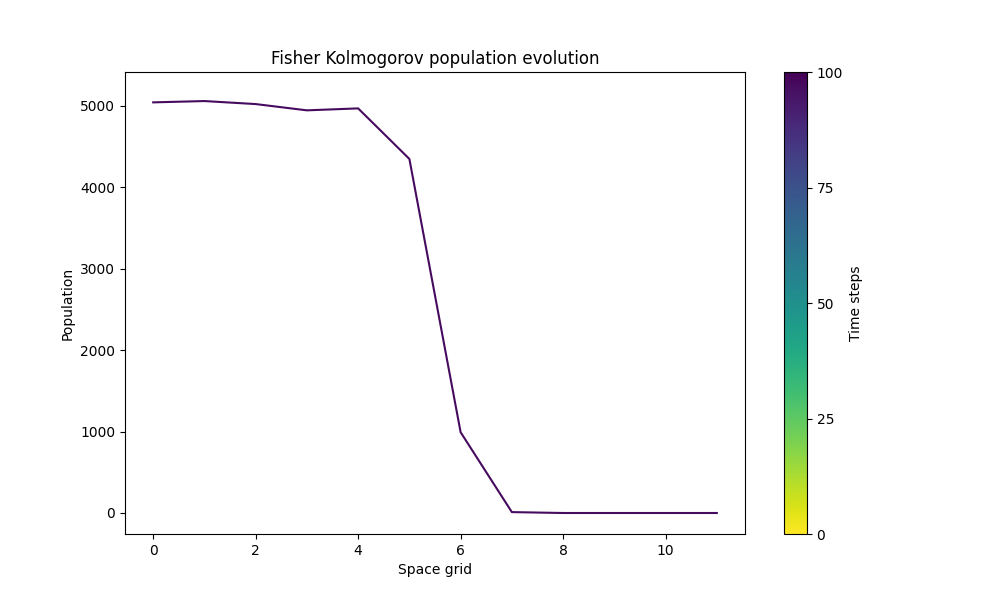 Fisher Kolmogorov population evolution
5000
4000
3000
2000
1000
0
Population
0 2 4 6 8 10
Space grid
100
75
50
25
0
Time steps